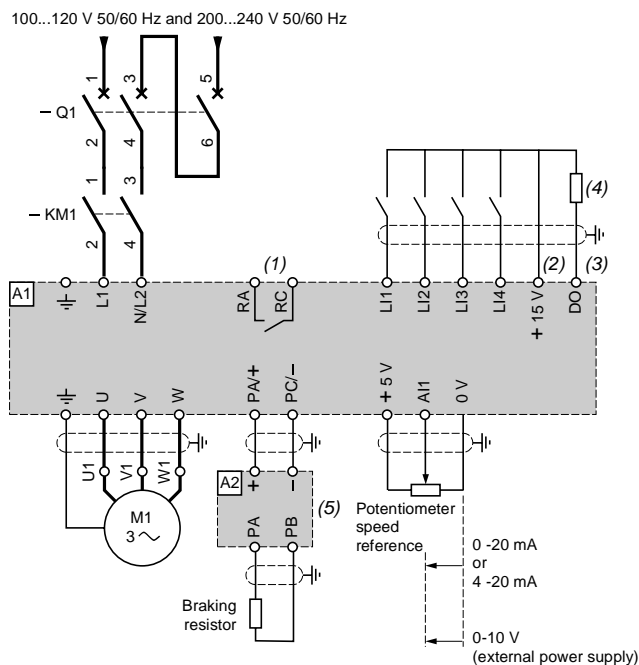 100...120 V 50/60 Hz and 200...240 V 50/60 Hz
1 3 5
– Q1
2 4 6
1 3
– KM1
2 4
(4)
(1) (2) (3)
A1
L1 N/L2 RA RC LI1 LI2 LI3 LI4 + 15 V DO
U V W PA/+ PC/- + 5 V AI1 0 V
U1 V1 W1
A2 + – (5)
M1
3
PA PB
Potentiometer
speed
reference
0 -20 mA
or
4 -20 mA
Braking
resistor
0-10 V
(external power supply)